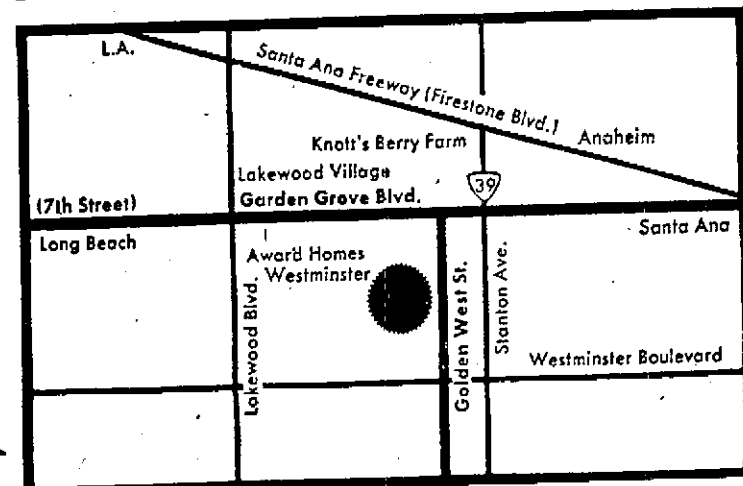 L.A.
Santa Ana Freeway (Firestone Blvd.)
Knott's Berry Farm
Anaheim
Lakewood Village
39
(7th Street)
Garden Grove Blvd.
Long Beach
Santa Ana
Award Homes
Westminster
Lakewood Blvd.
Golden West St.
Stanton Ave.
Westminster Boulevard